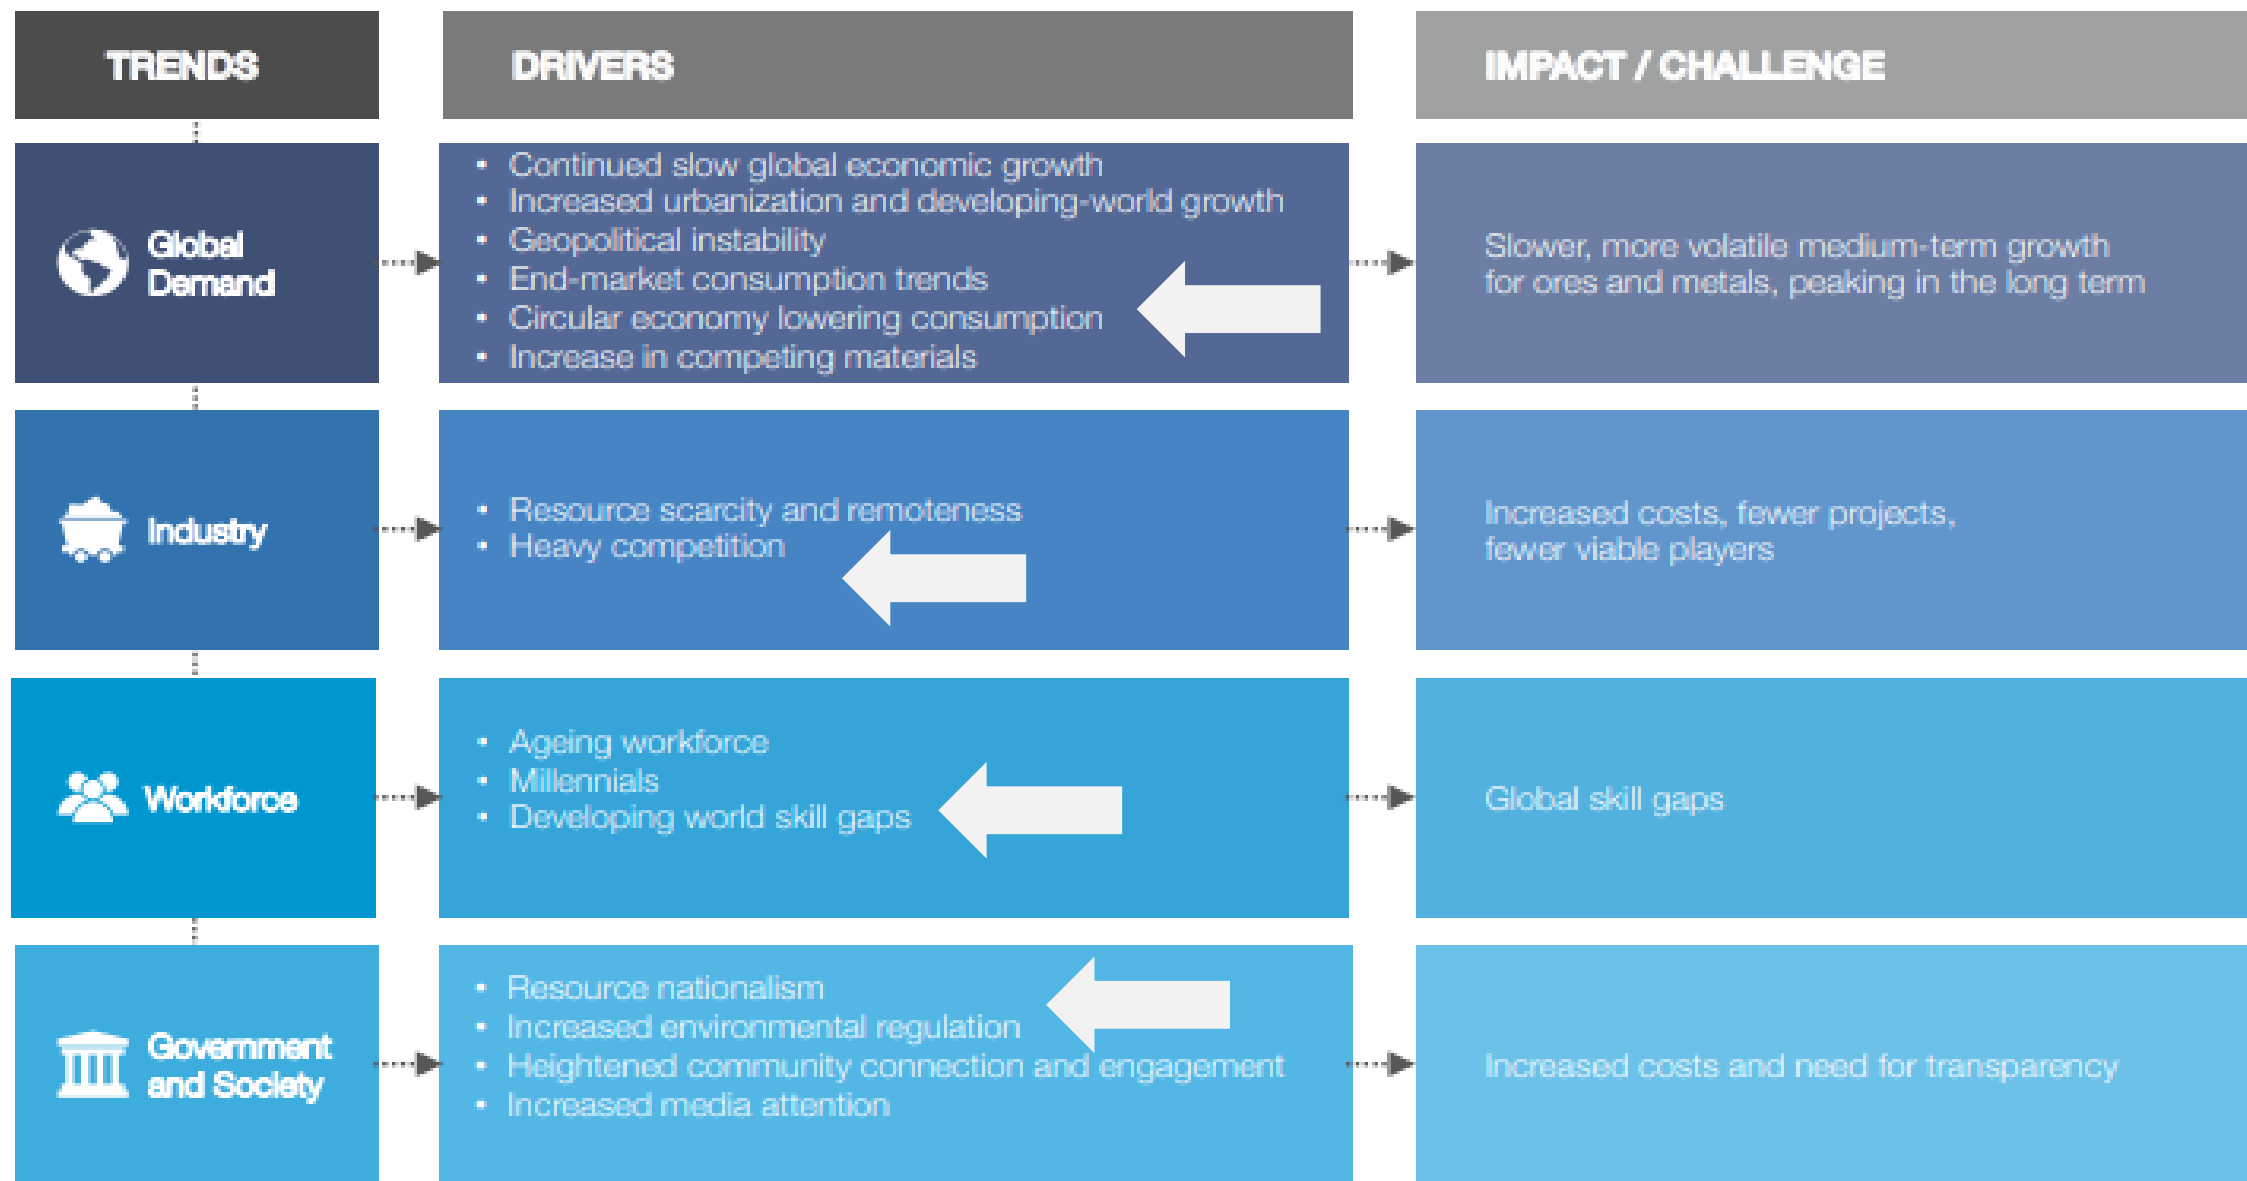 TRENDS
DRIVERS
IMPACT / CHALLENGE
Global
Demand
• Continued slow global economic growth
• Increased urbanization and developing-world growth
• Geopolitical instability
• End-market consumption trends
• Circular economy lowering consumption
• Increase in competing materials
Slower, more volatile medium-term growth
for ores and metals, peaking in the long term
Industry
• Resource scarcity and remoteness
• Heavy competition
Increased costs, fewer projects,
fewer viable players
Workforce
• Ageing workforce
• Millennials
• Developing world skill gaps
Global skill gaps
Government
and Society
• Resource nationalism
• Increased environmental regulation
• Heightened community connection and engagement
• Increased media attention
Increased costs and need for transparency